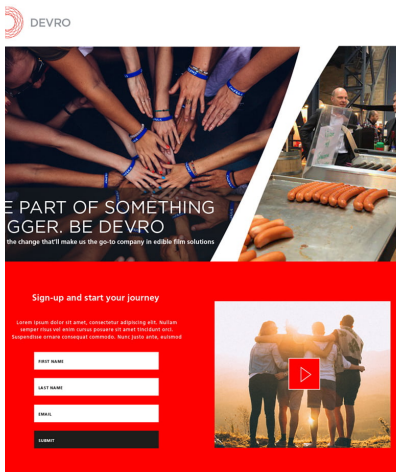 DEVRO
E PART OF SOMETHING
GGER. BE DEVRO
the change that'll make us the go-to company in edible film solutions
Sign-up and start your journey
Lorem ipsum dolor sit amet, consectetur adipiscing elit. Nullam
semper risus vel enim cursus posuere sit amet tincidunt orci.
Suspendisse ornare consequat commodo. Nunc justo ante, euismod
FIRST NAME
LAST NAME
EMAIL
SUBMIT